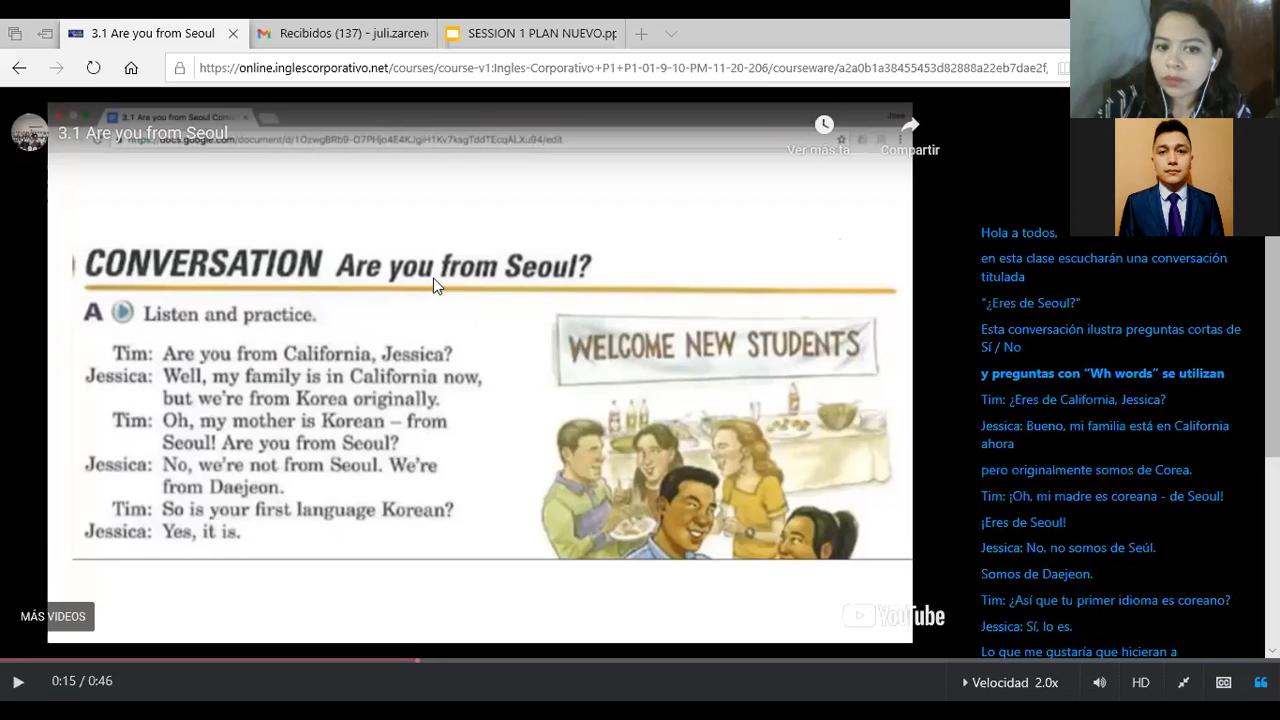 3.1 Are you from Seoul
Recibidos (137) - juli.zarcenc
SESSION 1 PLAN NUEVO.pp
https://online.inglescorporativo.net/courses/course-v1:Ingles-Corporativo+P1+P1-01-9-10-PM-11-20-206/courseware/a2a0b1a38455453d82888a22eb7dae2f,
3.1 Are you from Seoul
Ver más ta
Compartir
CONVERSATION Are you from Seoul?
A Listen and practice.
Tim: Are you from California, Jessica?
Jessica: Well, my family is in California now,
but we're from Korea originally.
Tim: Oh, my mother is Korean – from
Seoul! Are you from Seoul?
Jessica: No, we're not from Seoul. We're
from Daejeon.
Tim: So is your first language Korean?
Jessica: Yes, it is.
WELCOME NEW STUDENTS
MÁS VIDEOS
YouTube
Hola a todos,
en esta clase escucharán una conversación
titulada
"¿Eres de Seoul?"
Esta conversación ilustra preguntas cortas de
Sí / No
y preguntas con “Wh words” se utilizan
Tim: ¿Eres de California, Jessica?
Jessica: Bueno, mi familia está en California
ahora
pero originalmente somos de Corea.
Tim: ¡Oh, mi madre es coreana - de Seoul!
¡Eres de Seoul!
Jessica: No, no somos de Seúl.
Somos de Daejeon.
Tim: ¿Así que tu primer idioma es coreano?
Jessica: Sí, lo es.
Lo que me gustaría que hicieran a
0:15 / 0:46
Velocidad 2.0x
HD
CC